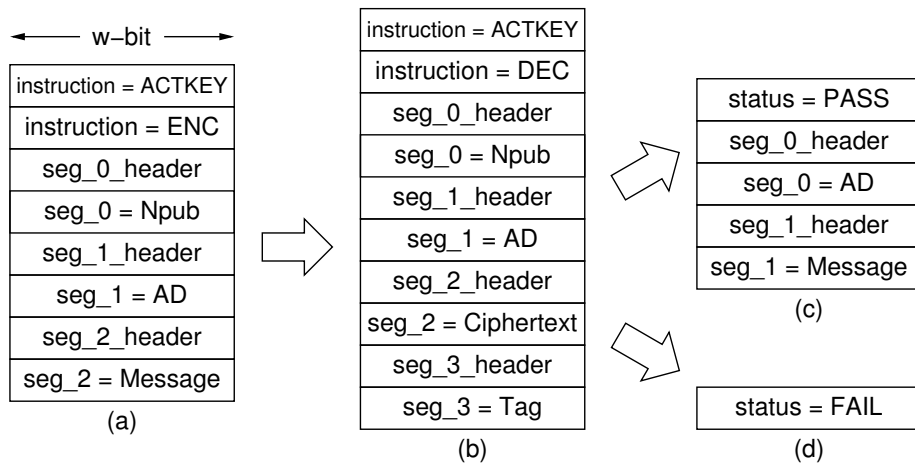 w–bit
instruction = ACTKEY
instruction = ENC
seg_0_header
seg_0 = Npub
seg_1_header
seg_1 = AD
seg_2_header
seg_2 = Message
(a)
instruction = ACTKEY
instruction = DEC
seg_0_header
seg_0 = Npub
seg_1_header
seg_1 = AD
seg_2_header
seg_2 = Ciphertext
seg_3_header
seg_3 = Tag
(b)
status = PASS
seg_0_header
seg_0 = AD
seg_1_header
seg_1 = Message
(c)
status = FAIL
(d)